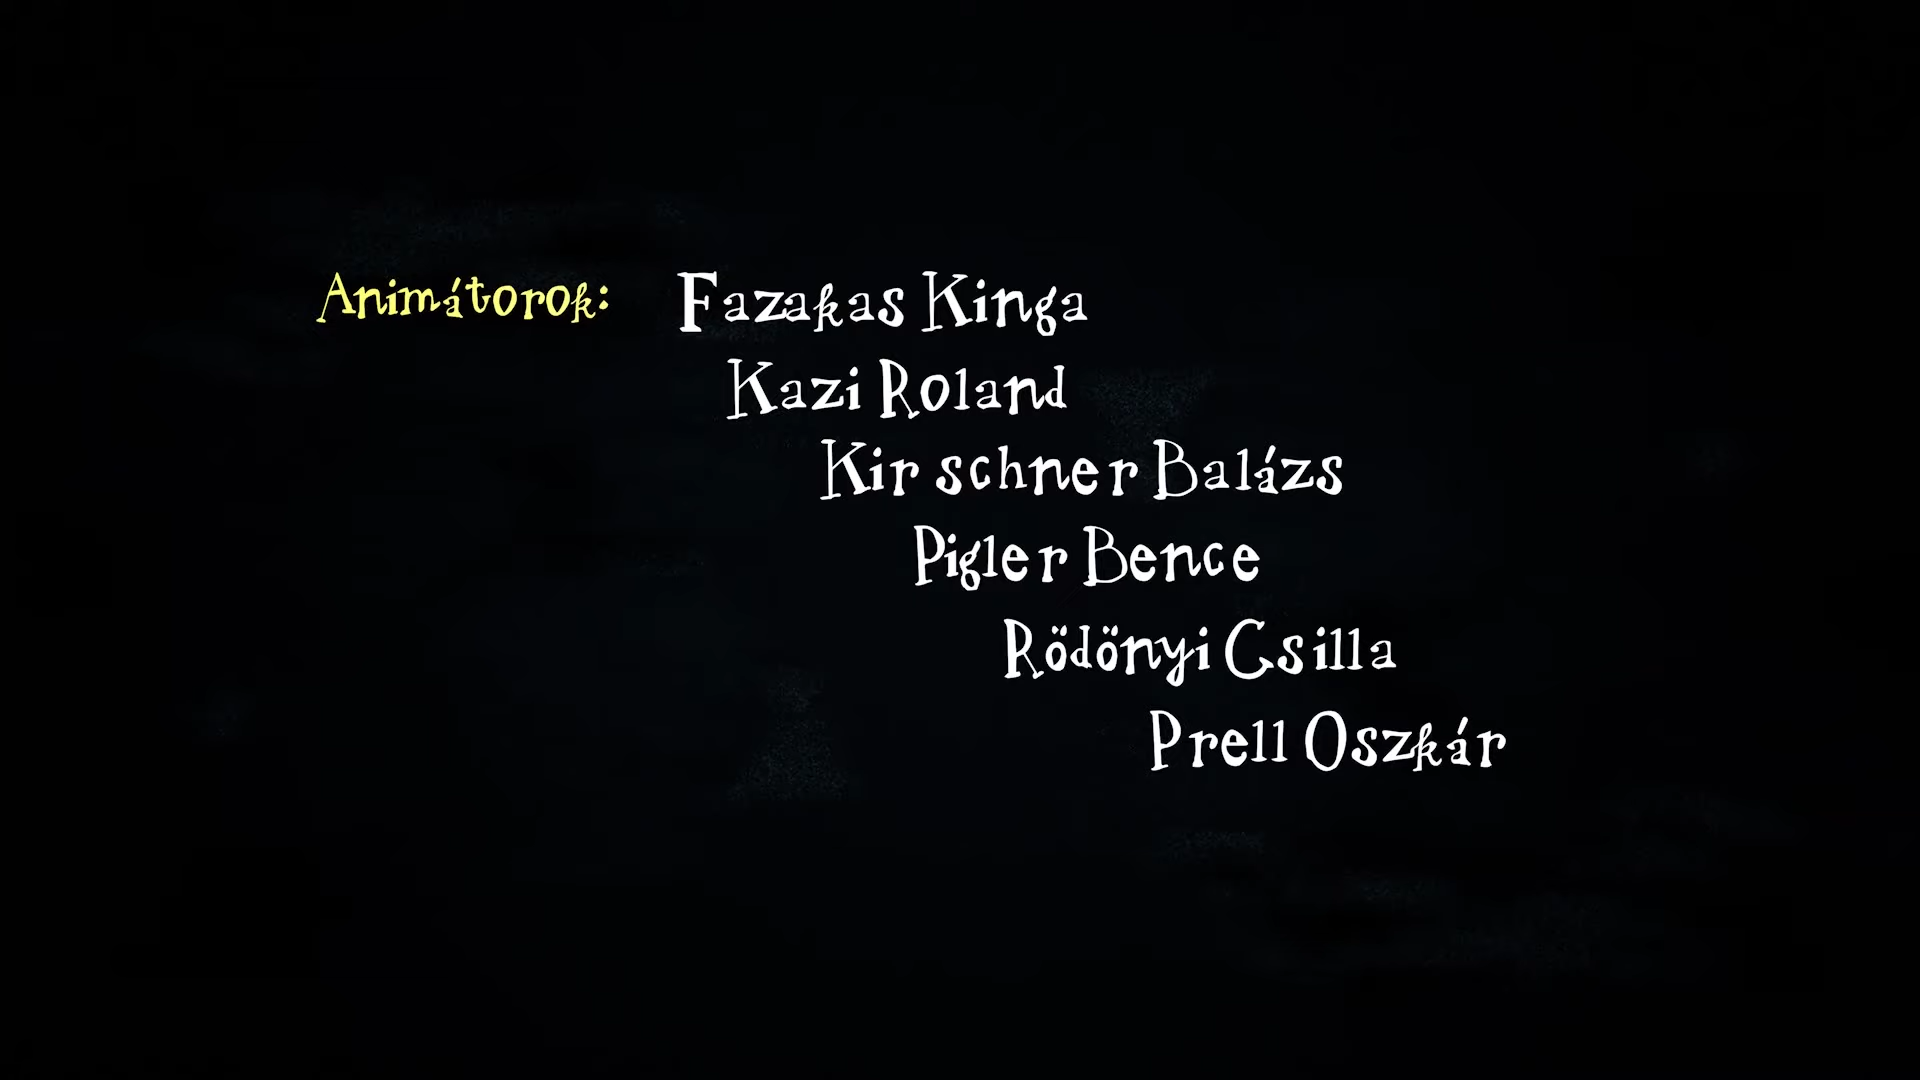 Animátorok: Fazakas Kinga
Kazi Roland
Kirschner Balázs
Pigler Bence
Rödönyi Csilla
Prell Oszkár